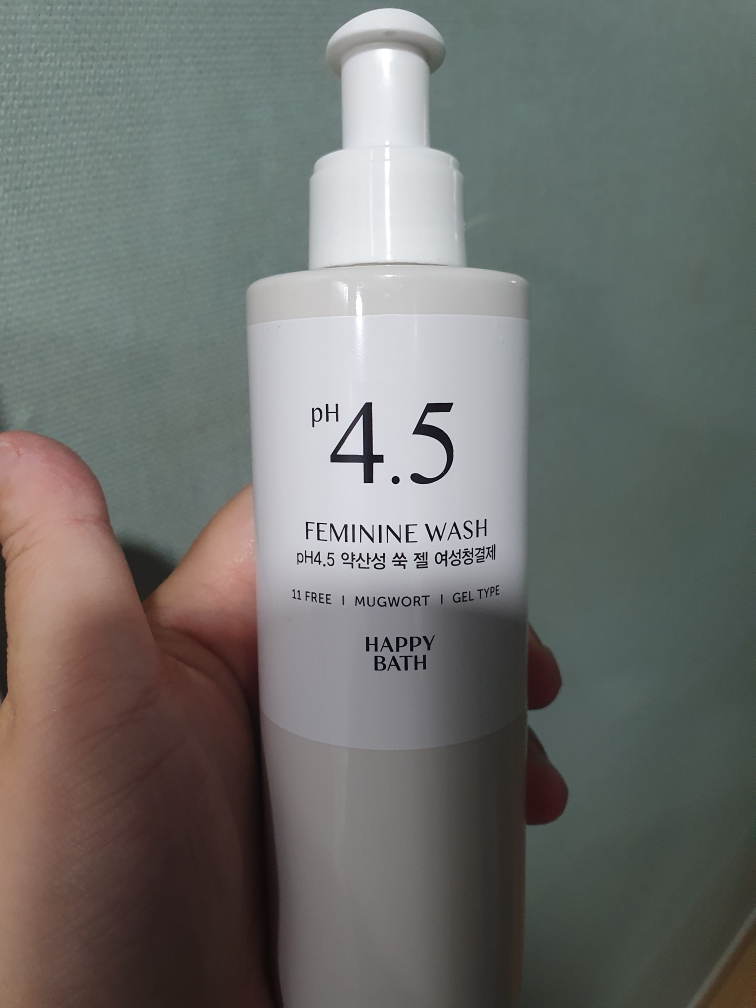 pH 4.5
FEMININE WASH
pH4.5 약산성 쑥 젤 여성청결제
11 FREE I MUGWORT I GEL TYPE
HAPPY
BATH